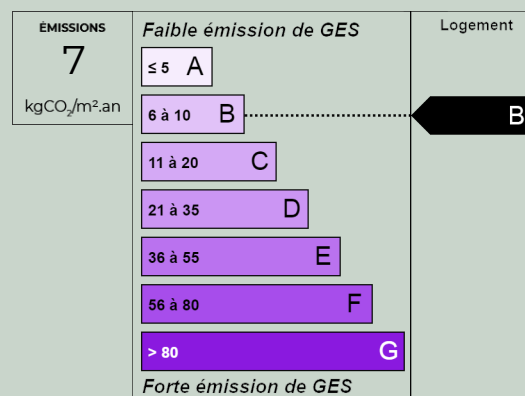 ÉMISSIONS
7
kgCO₂/m².an
Faible émission de GES
≤ 5 A
6 à 10 B
11 à 20 C
21 à 35 D
36 à 55 E
56 à 80 F
> 80 G
Forte émission de GES
Logement
B